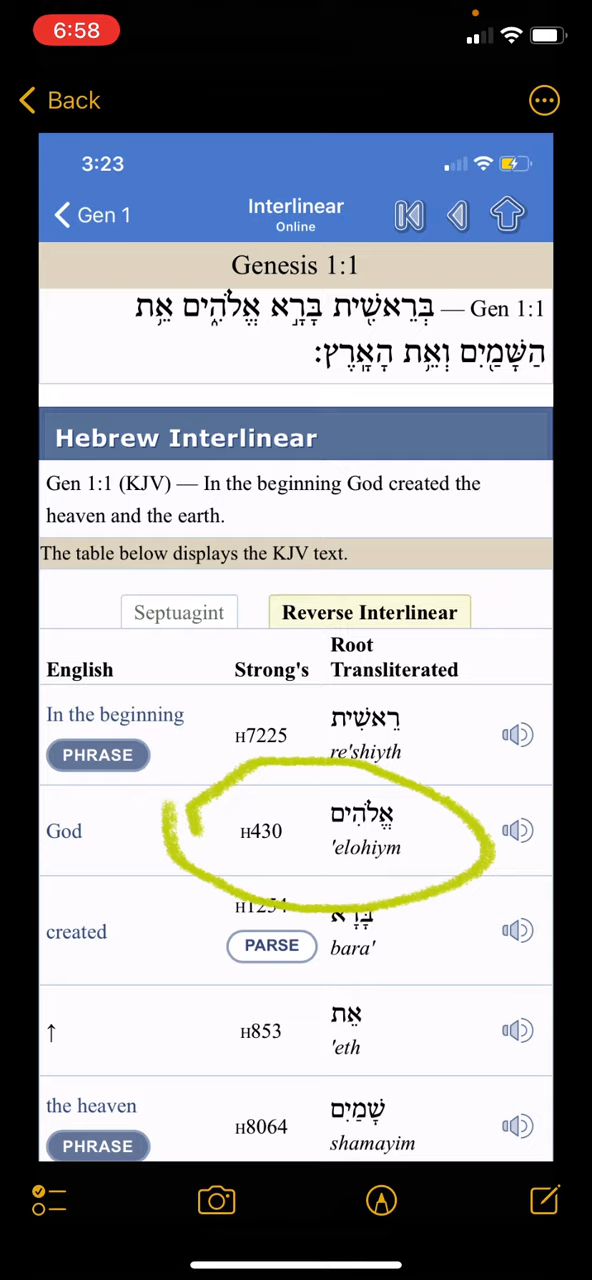 6:58
Back
3:23
Gen 1
Interlinear
Online
Genesis 1:1
Gen 1:1 — בְּרֵאשִׁ֖ית בָּרָ֣א אֱלֹהִ֑ים אֵ֥ת
הַשָּׁמַ֖יִם וְאֵ֥ת הָאָֽרֶץ׃
Hebrew Interlinear
Gen 1:1 (KJV) — In the beginning God created the
heaven and the earth.
The table below displays the KJV text.
Septuagint Reverse Interlinear
English Strong's Root Transliterated
In the beginning
PHRASE
H7225
רֵאשִׁית
re'shiyth
God
H430
אֱלֹהִים
'elohiym
created
H1254
PARSE
בָּרָא
bara'
↑
H853
אֵת
'eth
the heaven
PHRASE
H8064
שָׁמַיִם
shamayim